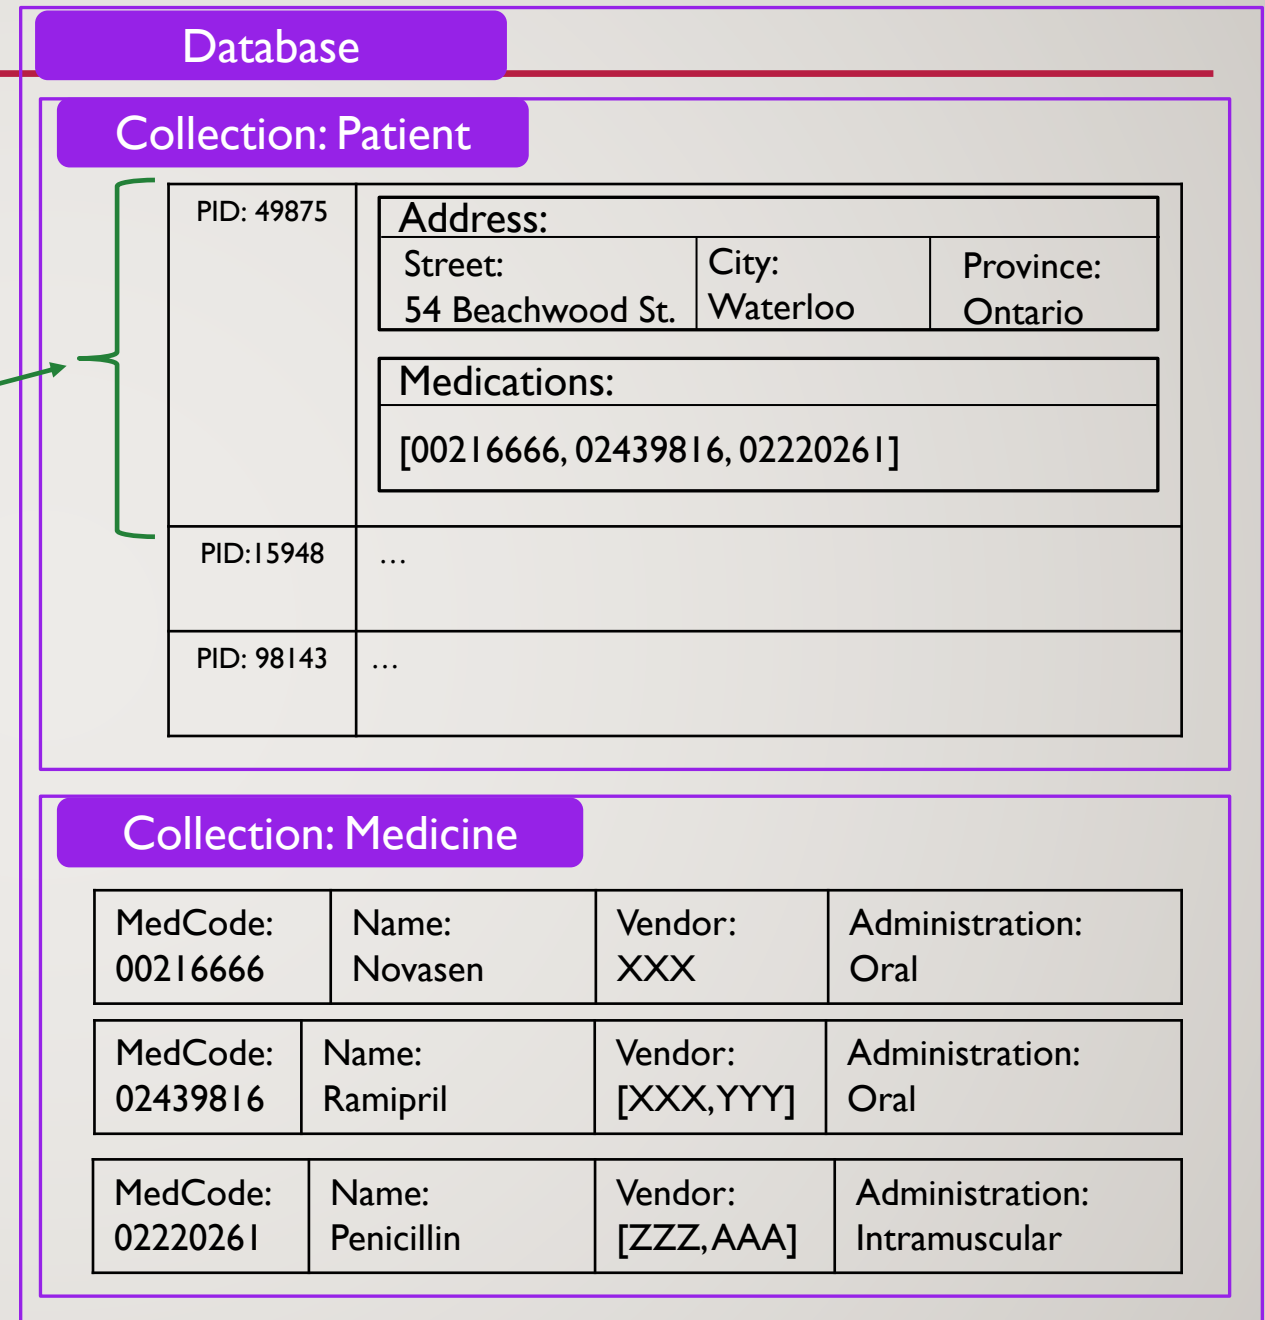 Database
Collection: Patient
PID: 49875
Address:
Street:
54 Beachwood St.
City:
Waterloo
Province:
Ontario
Medications:
[00216666, 02439816, 02220261]
PID:15948
…
PID: 98143
…
Collection: Medicine
MedCode:
00216666
Name:
Novasen
Vendor:
XXX
Administration:
Oral
MedCode:
02439816
Name:
Ramipril
Vendor:
[XXX,YYY]
Administration:
Oral
MedCode:
02220261
Name:
Penicillin
Vendor:
[ZZZ,AAA]
Administration:
Intramuscular